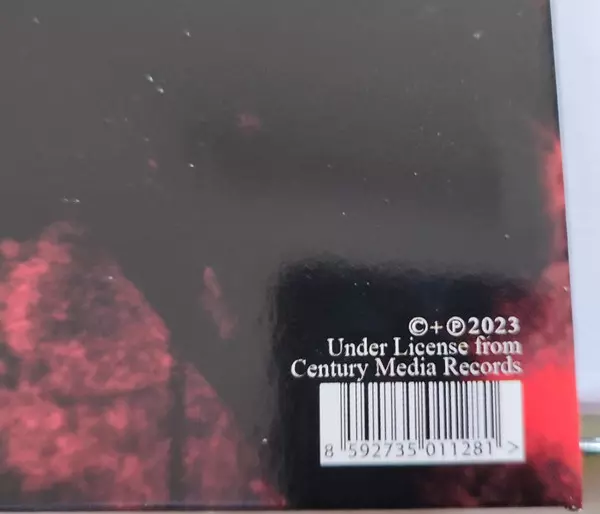 ©+℗2023
Under License from
Century Media Records
8 592735 011281 >